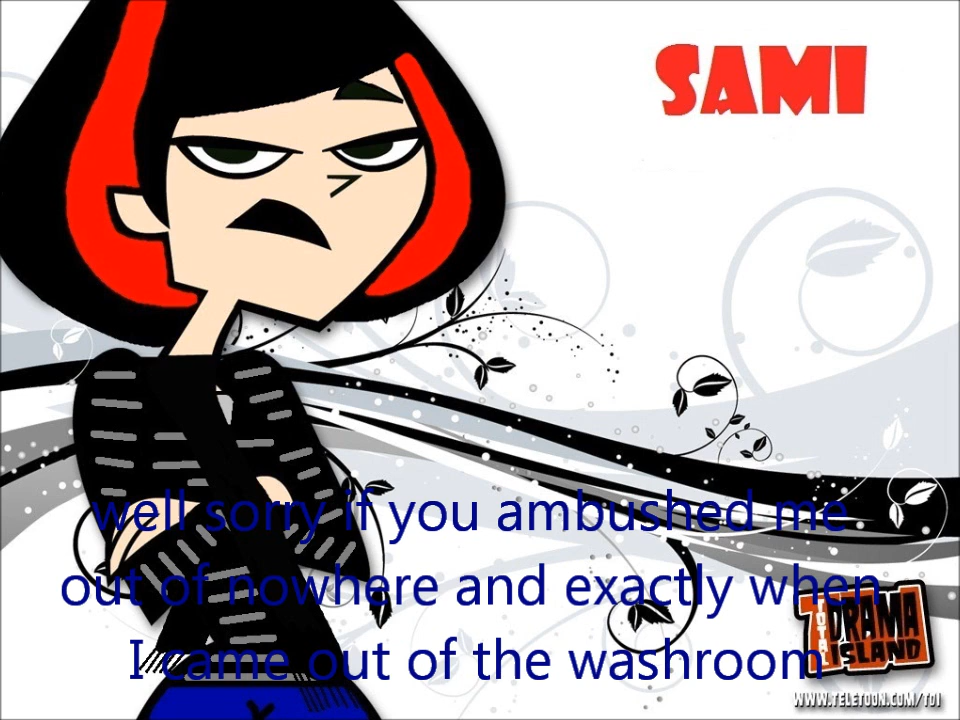 SAMI
well sorry if you ambushed me
out of nowhere and exactly when
I came out of the washroom
TOTAL
DRAMA
ISLAND
WWW.TELETOON.COM/TDI